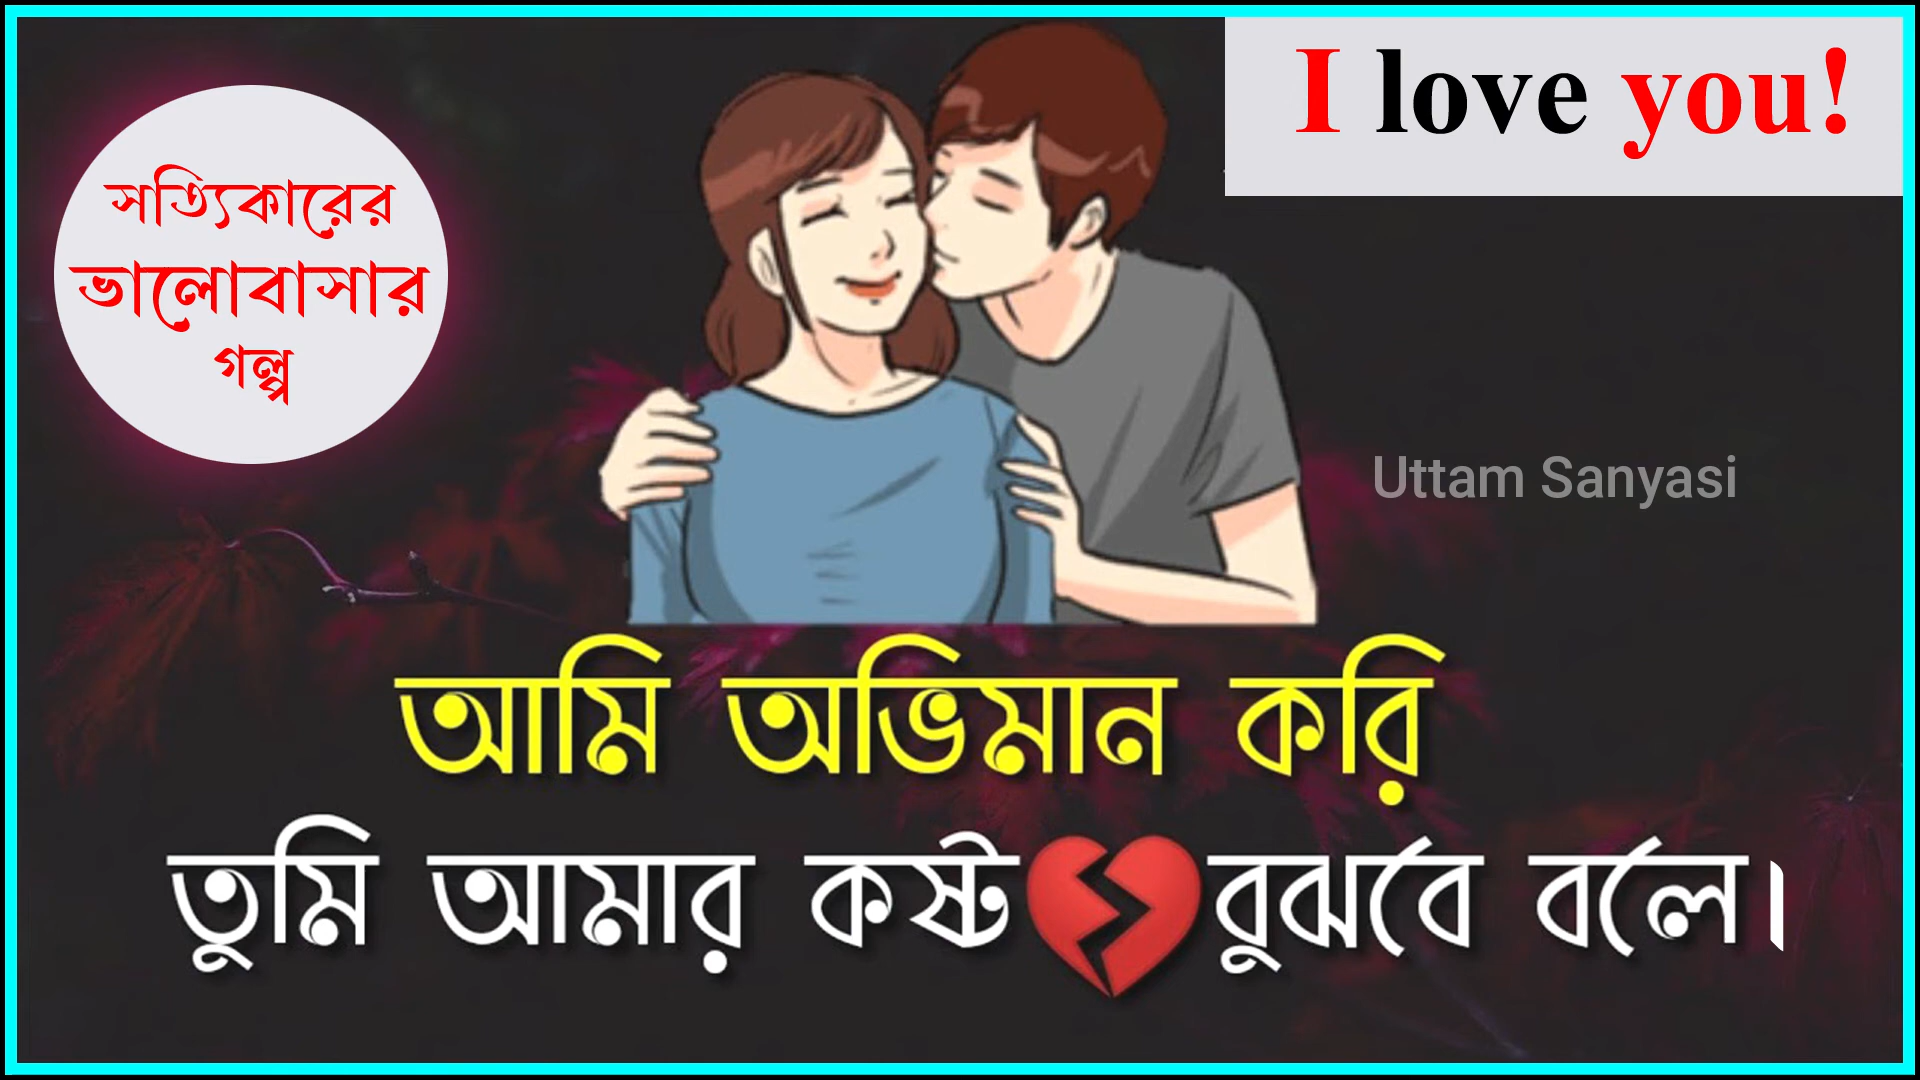 I love you!
সত্যিকারের
ভালোবাসার
গল্প
Uttam Sanyasi
আমি অভিমান করি
তুমি আমার কষ্ট💔বুঝবে বলে।